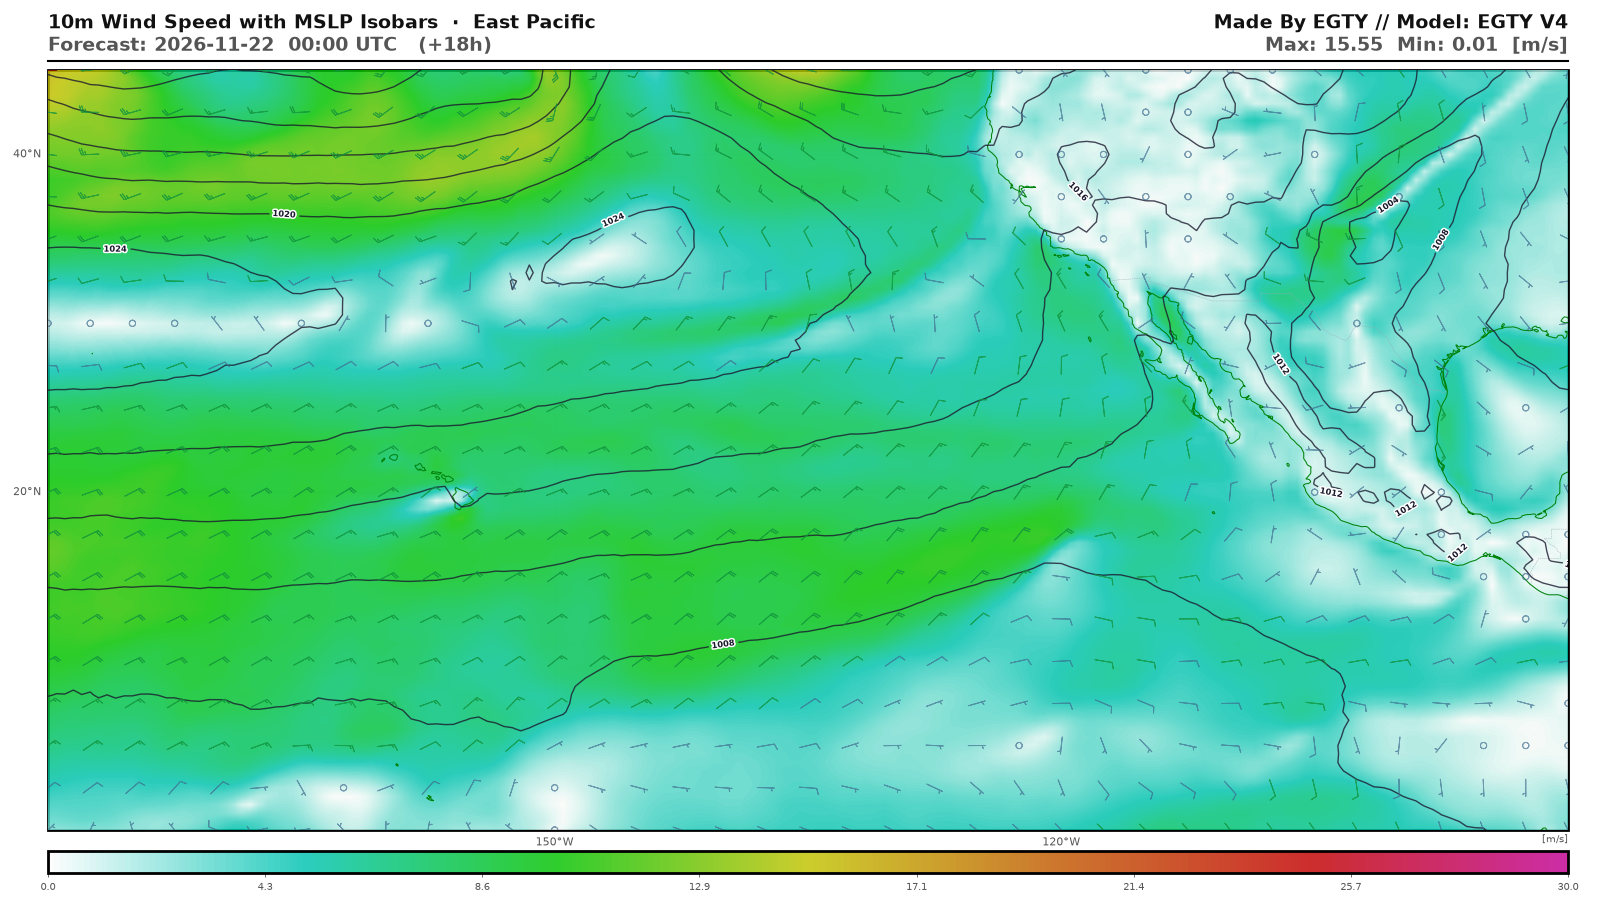 10m Wind Speed with MSLP Isobars · East Pacific
Made By EGTY // Model: EGTY V4
Forecast: 2026-11-22 00:00 UTC (+18h)
Max: 15.55 Min: 0.01 [m/s]
40°N
1016
1004
1020
1024
1008
1024
1012
20°N
1012
1012
1012
1008
150°W
120°W
[m/s]
0.0
4.3
8.6
12.9
17.1
21.4
25.7
30.0